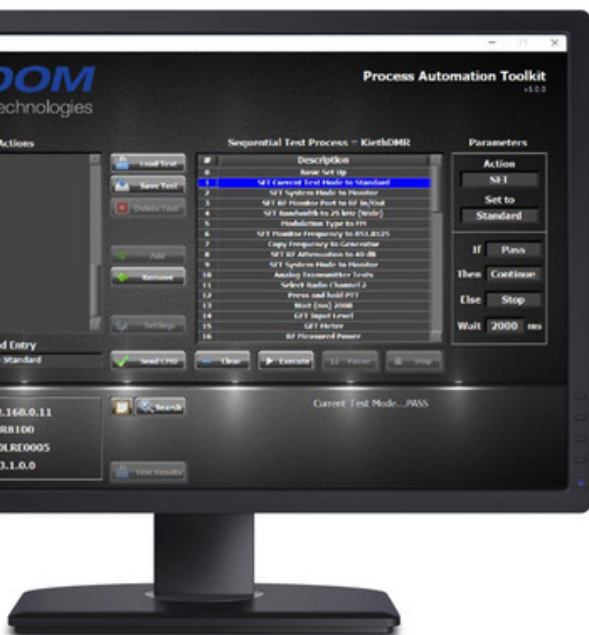 OOM
echnologies
Process Automation Toolkit
v1.0.0
Actions
Sequential Test Process = KiethDMR
Parameters
Load Test
Save Test
Delete Test
Add
Remove
Settings
# Description
0 Basic Set Up
1 SET Current Test Mode to Standard
2 SET System Mode to Monitor
3 SET RF Monitor Port to RF In/Out
4 SET Bandwidth to 25 kHz (Wide)
5 Modulation Type to FM
6 SET Monitor Frequency to 851.0125
7 Copy Frequency to Generator
8 SET RF Attenuation to 40 dB
9 SET System Mode to Monitor
10 Analog Transmitter Tests
11 Select Radio Channel 2
12 Press and hold PTT
13 Wait (ms) 2000
14 GET Input Level
15 GET Meter
16 RF Measured Power
Action
SET
Set to
Standard
If Pass
Then Continue
Else Stop
Wait 2000 ms
d Entry
Standard
Send CMD
Clear
Execute
Pause
Stop
.168.0.11
R8100
0LRE0005
3.1.0.0
Search
Test Results
Current Test Mode...PASS